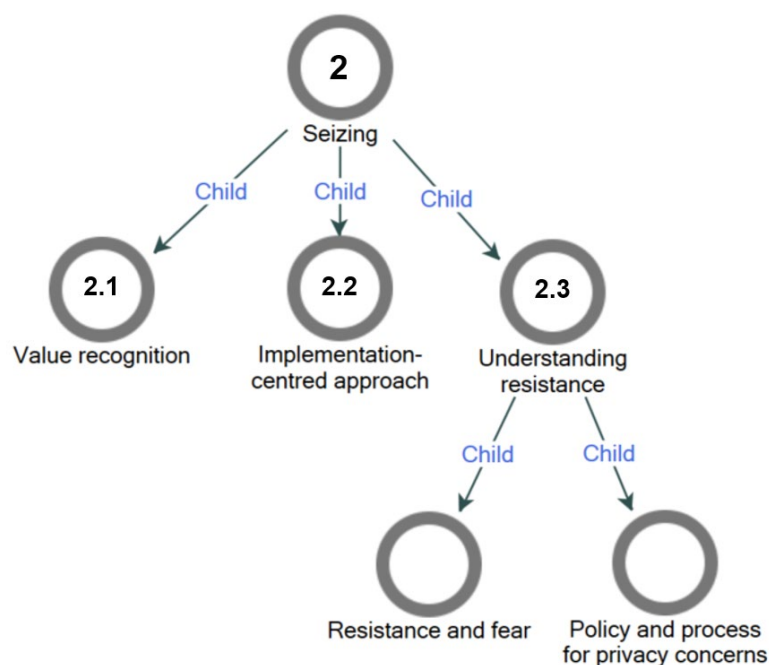 2
Seizing
Child
Child
Child
2.1
2.2
2.3
Value recognition
Implementation-
centred approach
Understanding
resistance
Child
Child
Resistance and fear
Policy and process
for privacy concerns